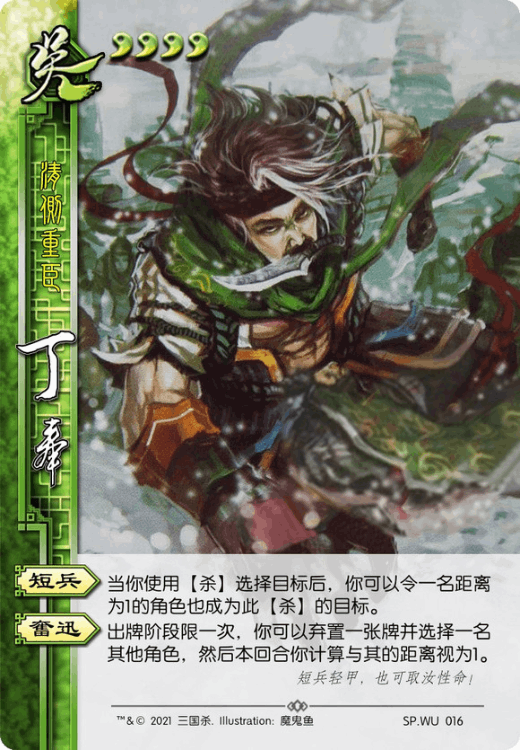 吴
清侧重臣
丁奉
短兵
当你使用【杀】选择目标后，你可以令一名距离
为1的角色也成为此【杀】的目标。
奋迅
出牌阶段限一次，你可以弃置一张牌并选择一名
其他角色，然后本回合你计算与其的距离视为1。
短兵轻甲，也可取汝性命！
™&© 2021 三国杀. Illustration: 魔鬼鱼
SP.WU 016